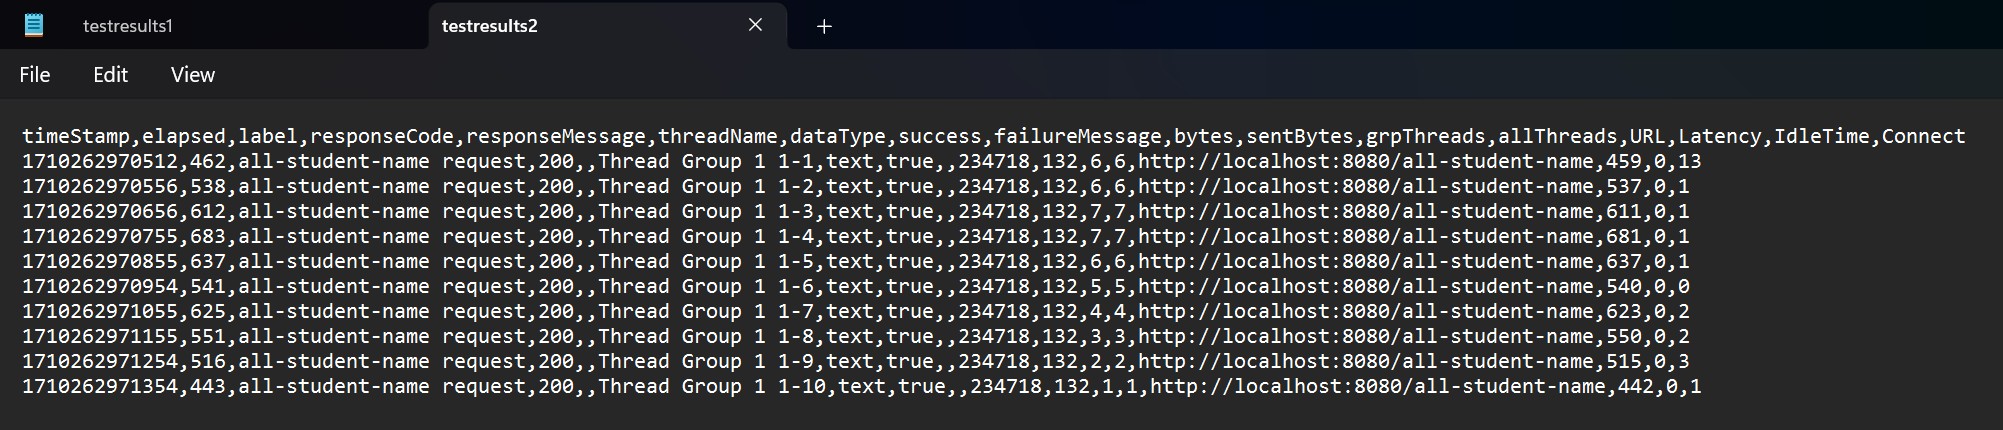 testresults1
testresults2
File Edit View
timeStamp,elapsed,label,responseCode,responseMessage,threadName,dataType,success,failureMessage,bytes,sentBytes,grpThreads,allThreads,URL,Latency,IdleTime,Connect
1710262970512,462,all-student-name request,200,,Thread Group 1 1-1,text,true,,234718,132,6,6,http://localhost:8080/all-student-name,459,0,13
1710262970556,538,all-student-name request,200,,Thread Group 1 1-2,text,true,,234718,132,6,6,http://localhost:8080/all-student-name,537,0,1
1710262970656,612,all-student-name request,200,,Thread Group 1 1-3,text,true,,234718,132,7,7,http://localhost:8080/all-student-name,611,0,1
1710262970755,683,all-student-name request,200,,Thread Group 1 1-4,text,true,,234718,132,7,7,http://localhost:8080/all-student-name,681,0,1
1710262970855,637,all-student-name request,200,,Thread Group 1 1-5,text,true,,234718,132,6,6,http://localhost:8080/all-student-name,637,0,1
1710262970954,541,all-student-name request,200,,Thread Group 1 1-6,text,true,,234718,132,5,5,http://localhost:8080/all-student-name,540,0,0
1710262971055,625,all-student-name request,200,,Thread Group 1 1-7,text,true,,234718,132,4,4,http://localhost:8080/all-student-name,623,0,2
1710262971155,551,all-student-name request,200,,Thread Group 1 1-8,text,true,,234718,132,3,3,http://localhost:8080/all-student-name,550,0,2
1710262971254,516,all-student-name request,200,,Thread Group 1 1-9,text,true,,234718,132,2,2,http://localhost:8080/all-student-name,515,0,3
1710262971354,443,all-student-name request,200,,Thread Group 1 1-10,text,true,,234718,132,1,1,http://localhost:8080/all-student-name,442,0,1